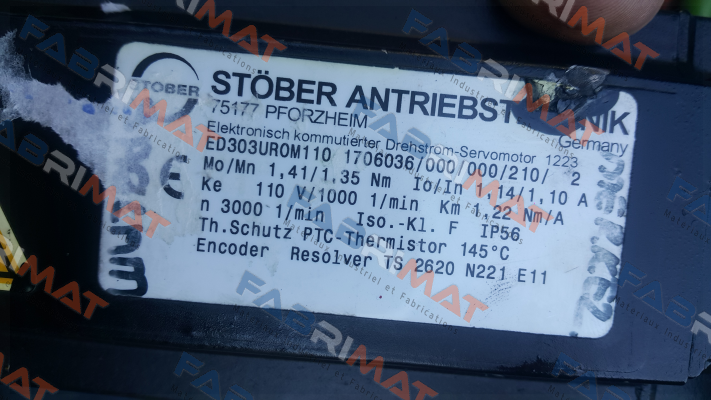 STÖBER
STÖBER ANTRIEBST NIK
75177 PFORZHEIM Germany
Elektronisch kommutierter Drehstrom-Servomotor 1223
ED303UROM110 1706036/000/000/210/ 2
Mo/Mn 1,41/1,35 Nm Io/In 1,14/1,10 A
Ke 110 V/1000 1/min Km 1,22 Nm/A
n 3000 1/min Iso.-Kl. F IP56
Th.Schutz PTC-Thermistor 145°C
Encoder Resolver TS 2620 N221 E11
FABRIMAT